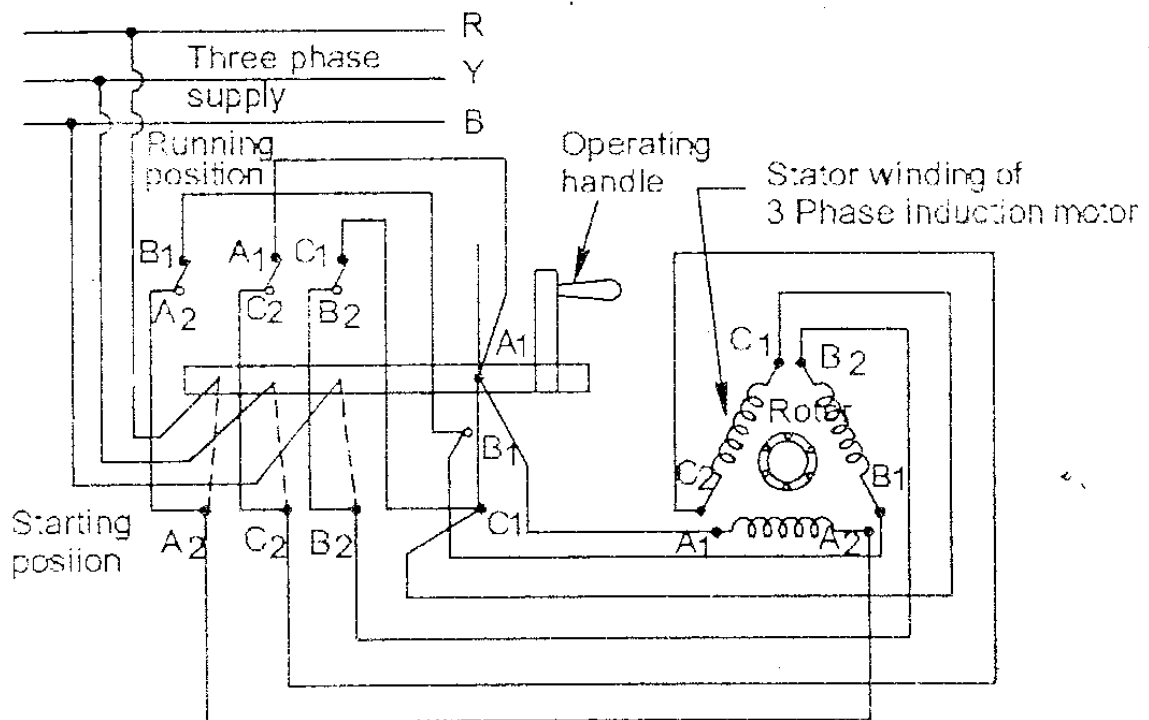 R
Three phase
Y
supply
B
Running
position
Operating
handle
Stator winding of
3 Phase induction motor
B1
A1
C1
A2
C2
B2
A1
C1
B2
Rotor
B1
C2
B1
Starting
position
A2
C2
B2
C1
A1
A2